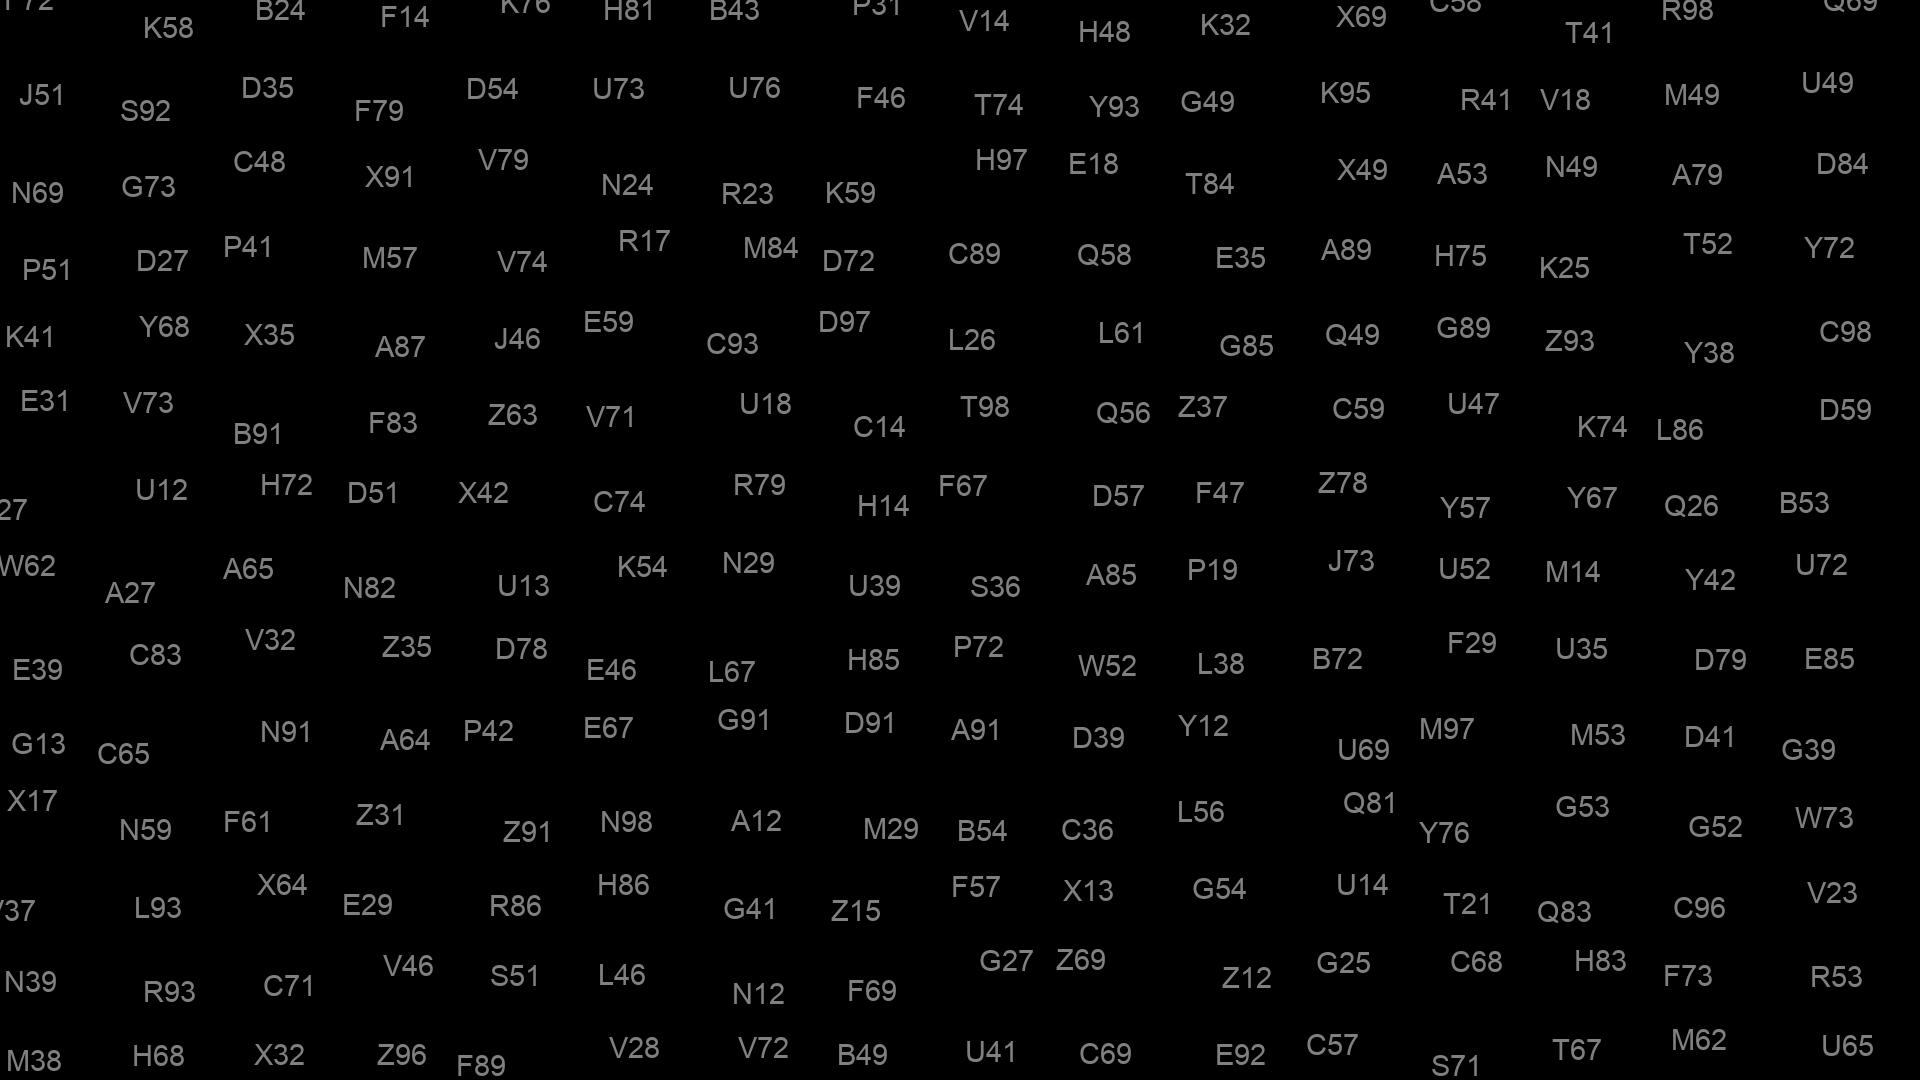 K58 B24 F14 K76 H81 B43 P31 V14 H48 K32 X69 C58 T41 R98 Q69
J51 S92 D35 F79 D54 U73 U76 F46 T74 Y93 G49 K95 R41 V18 M49 U49
N69 G73 C48 X91 V79 N24 R23 K59 H97 E18 T84 X49 A53 N49 A79 D84
P51 D27 P41 M57 V74 R17 M84 D72 C89 Q58 E35 A89 H75 K25 T52 Y72
K41 Y68 X35 A87 J46 E59 C93 D97 L26 L61 G85 Q49 G89 Z93 Y38 C98
E31 V73 B91 F83 Z63 V71 U18 C14 T98 Q56 Z37 C59 U47 K74 L86 D59
27 U12 H72 D51 X42 C74 R79 H14 F67 D57 F47 Z78 Y57 Y67 Q26 B53
W62 A27 A65 N82 U13 K54 N29 U39 S36 A85 P19 J73 U52 M14 Y42 U72
E39 C83 V32 Z35 D78 E46 L67 H85 P72 W52 L38 B72 F29 U35 D79 E85
G13 C65 N91 A64 P42 E67 G91 D91 A91 D39 Y12 U69 M97 M53 D41 G39
X17 N59 F61 Z31 Z91 N98 A12 M29 B54 C36 L56 Q81 Y76 G53 G52 W73
37 L93 X64 E29 R86 H86 G41 Z15 F57 X13 G54 U14 T21 Q83 C96 V23
N39 R93 C71 V46 S51 L46 N12 F69 G27 Z69 Z12 G25 C68 H83 F73 R53
M38 H68 X32 Z96 F89 V28 V72 B49 U41 C69 E92 C57 S71 T67 M62 U65